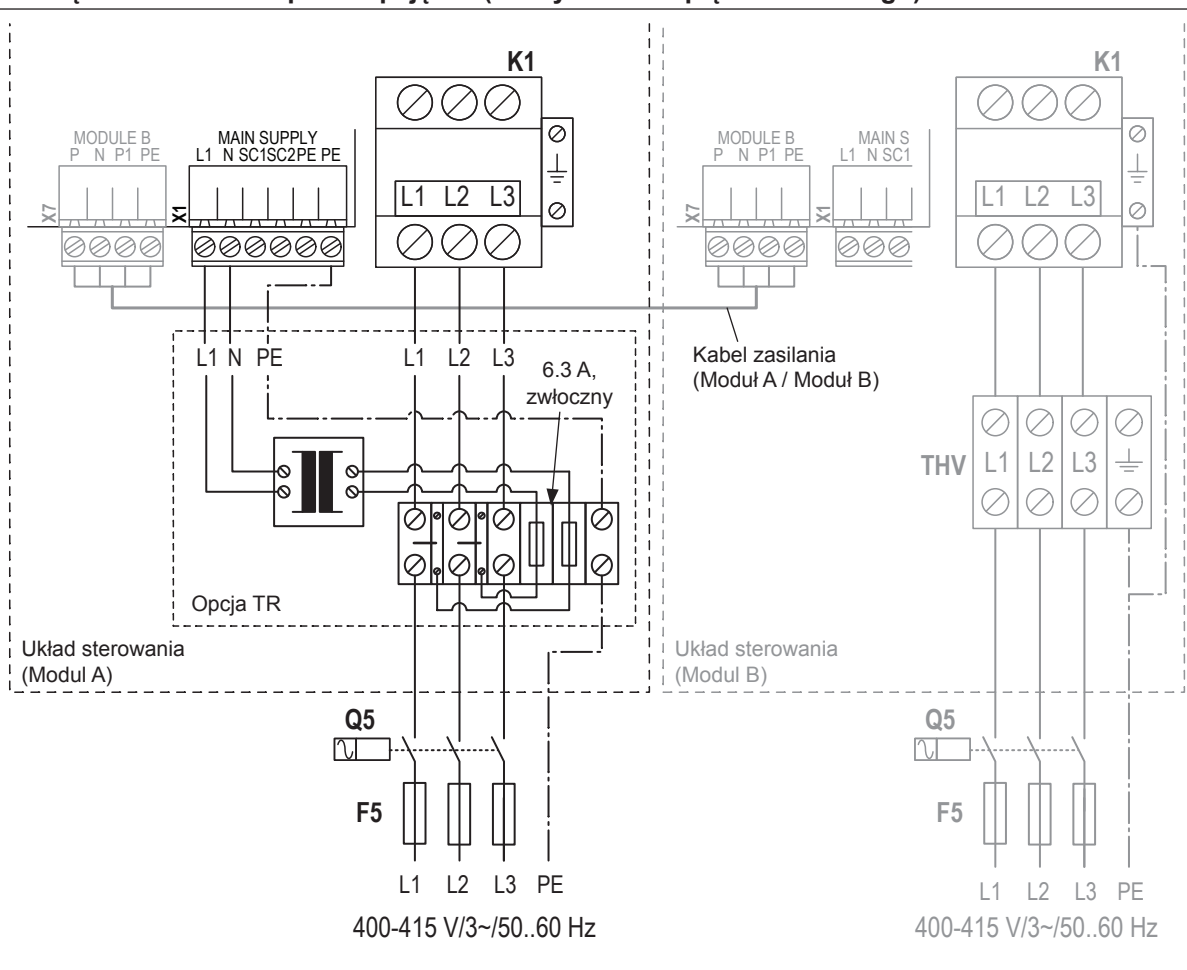 K1
MODULE B
P N P1 PE
MAIN SUPPLY
L1 N SC1SC2PE PE
X7
X1
L1 L2 L3
K1
MODULE B
P N P1 PE
MAIN S
L1 N SC1
X7
X1
L1 L2 L3
L1 N PE
L1 L2 L3
6.3 A,
zwłoczny
Kabel zasilania
(Moduł A / Moduł B)
THV
L1 L2 L3
Opcja TR
Układ sterowania
(Modul A)
Układ sterowania
(Modul B)
Q5
F5
L1 L2 L3 PE
400-415 V/3~/50..60 Hz
Q5
F5
L1 L2 L3 PE
400-415 V/3~/50..60 Hz